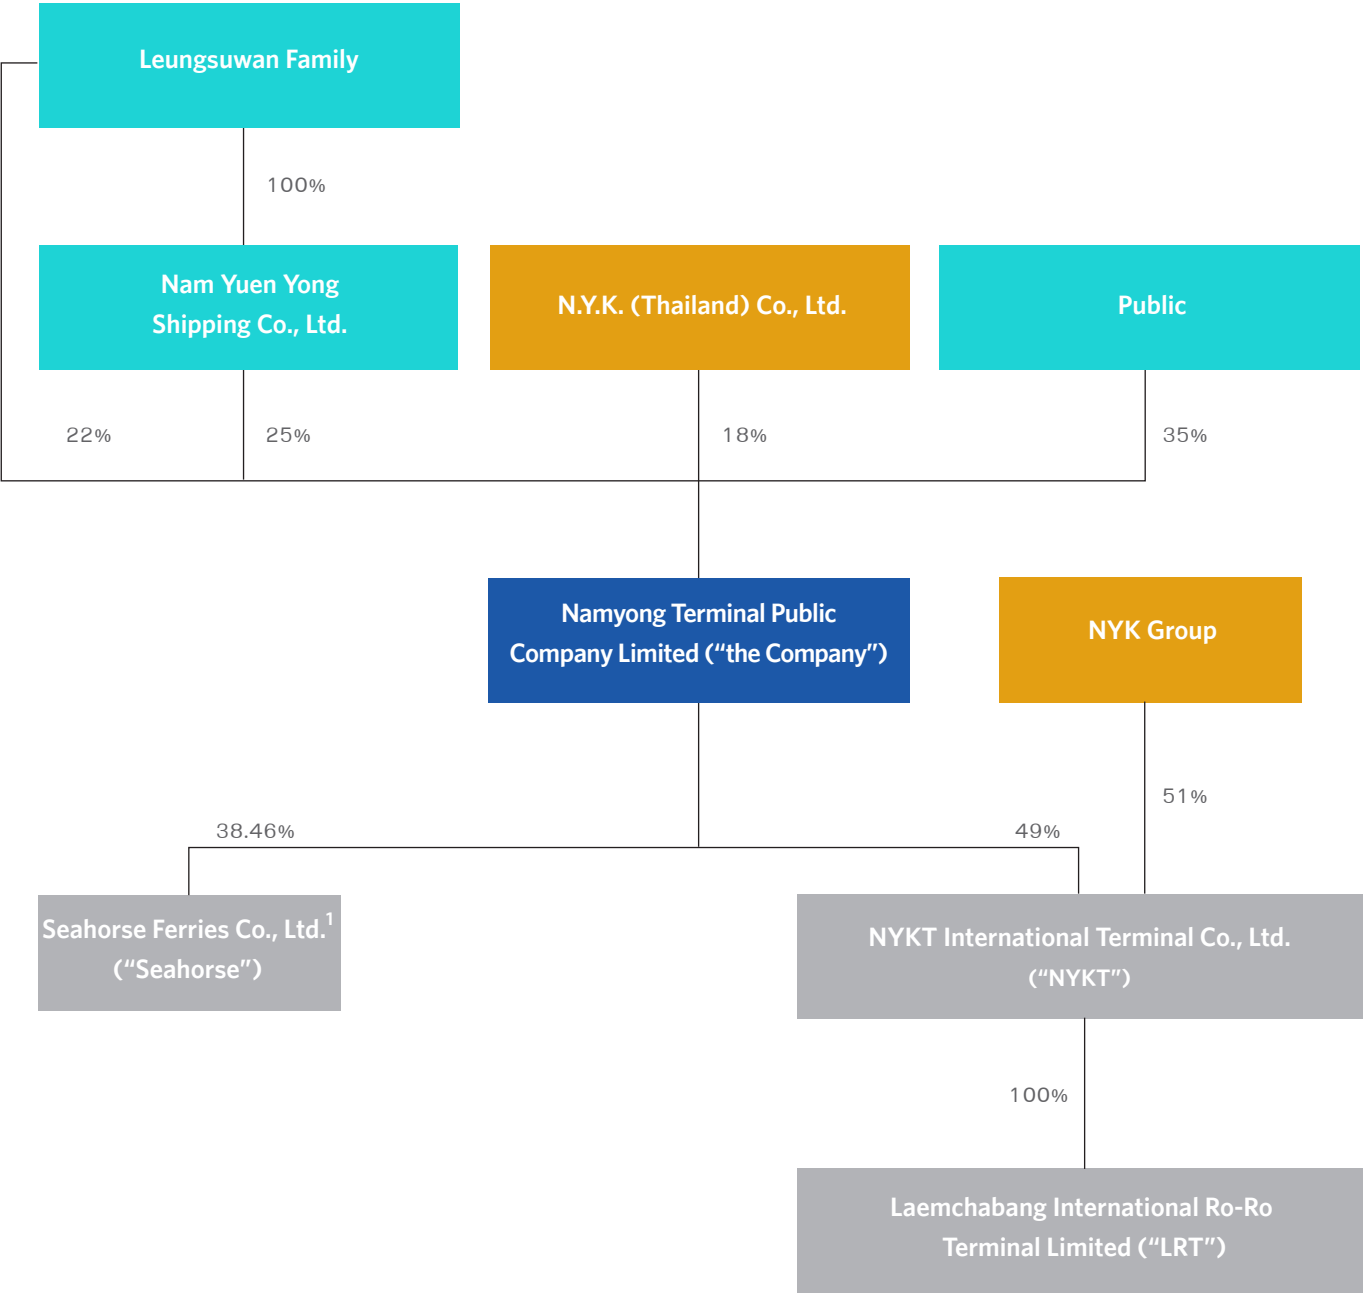 Leungsuwan Family
100%
Nam Yuen Yong
Shipping Co., Ltd.
N.Y.K. (Thailand) Co., Ltd.
Public
22%
25%
18%
35%
Namyong Terminal Public
Company Limited (“the Company”)
NYK Group
51%
38.46%
49%
Seahorse Ferries Co., Ltd.1
(“Seahorse”)
NYKT International Terminal Co., Ltd.
(“NYKT”)
100%
Laemchabang International Ro-Ro
Terminal Limited (“LRT”)